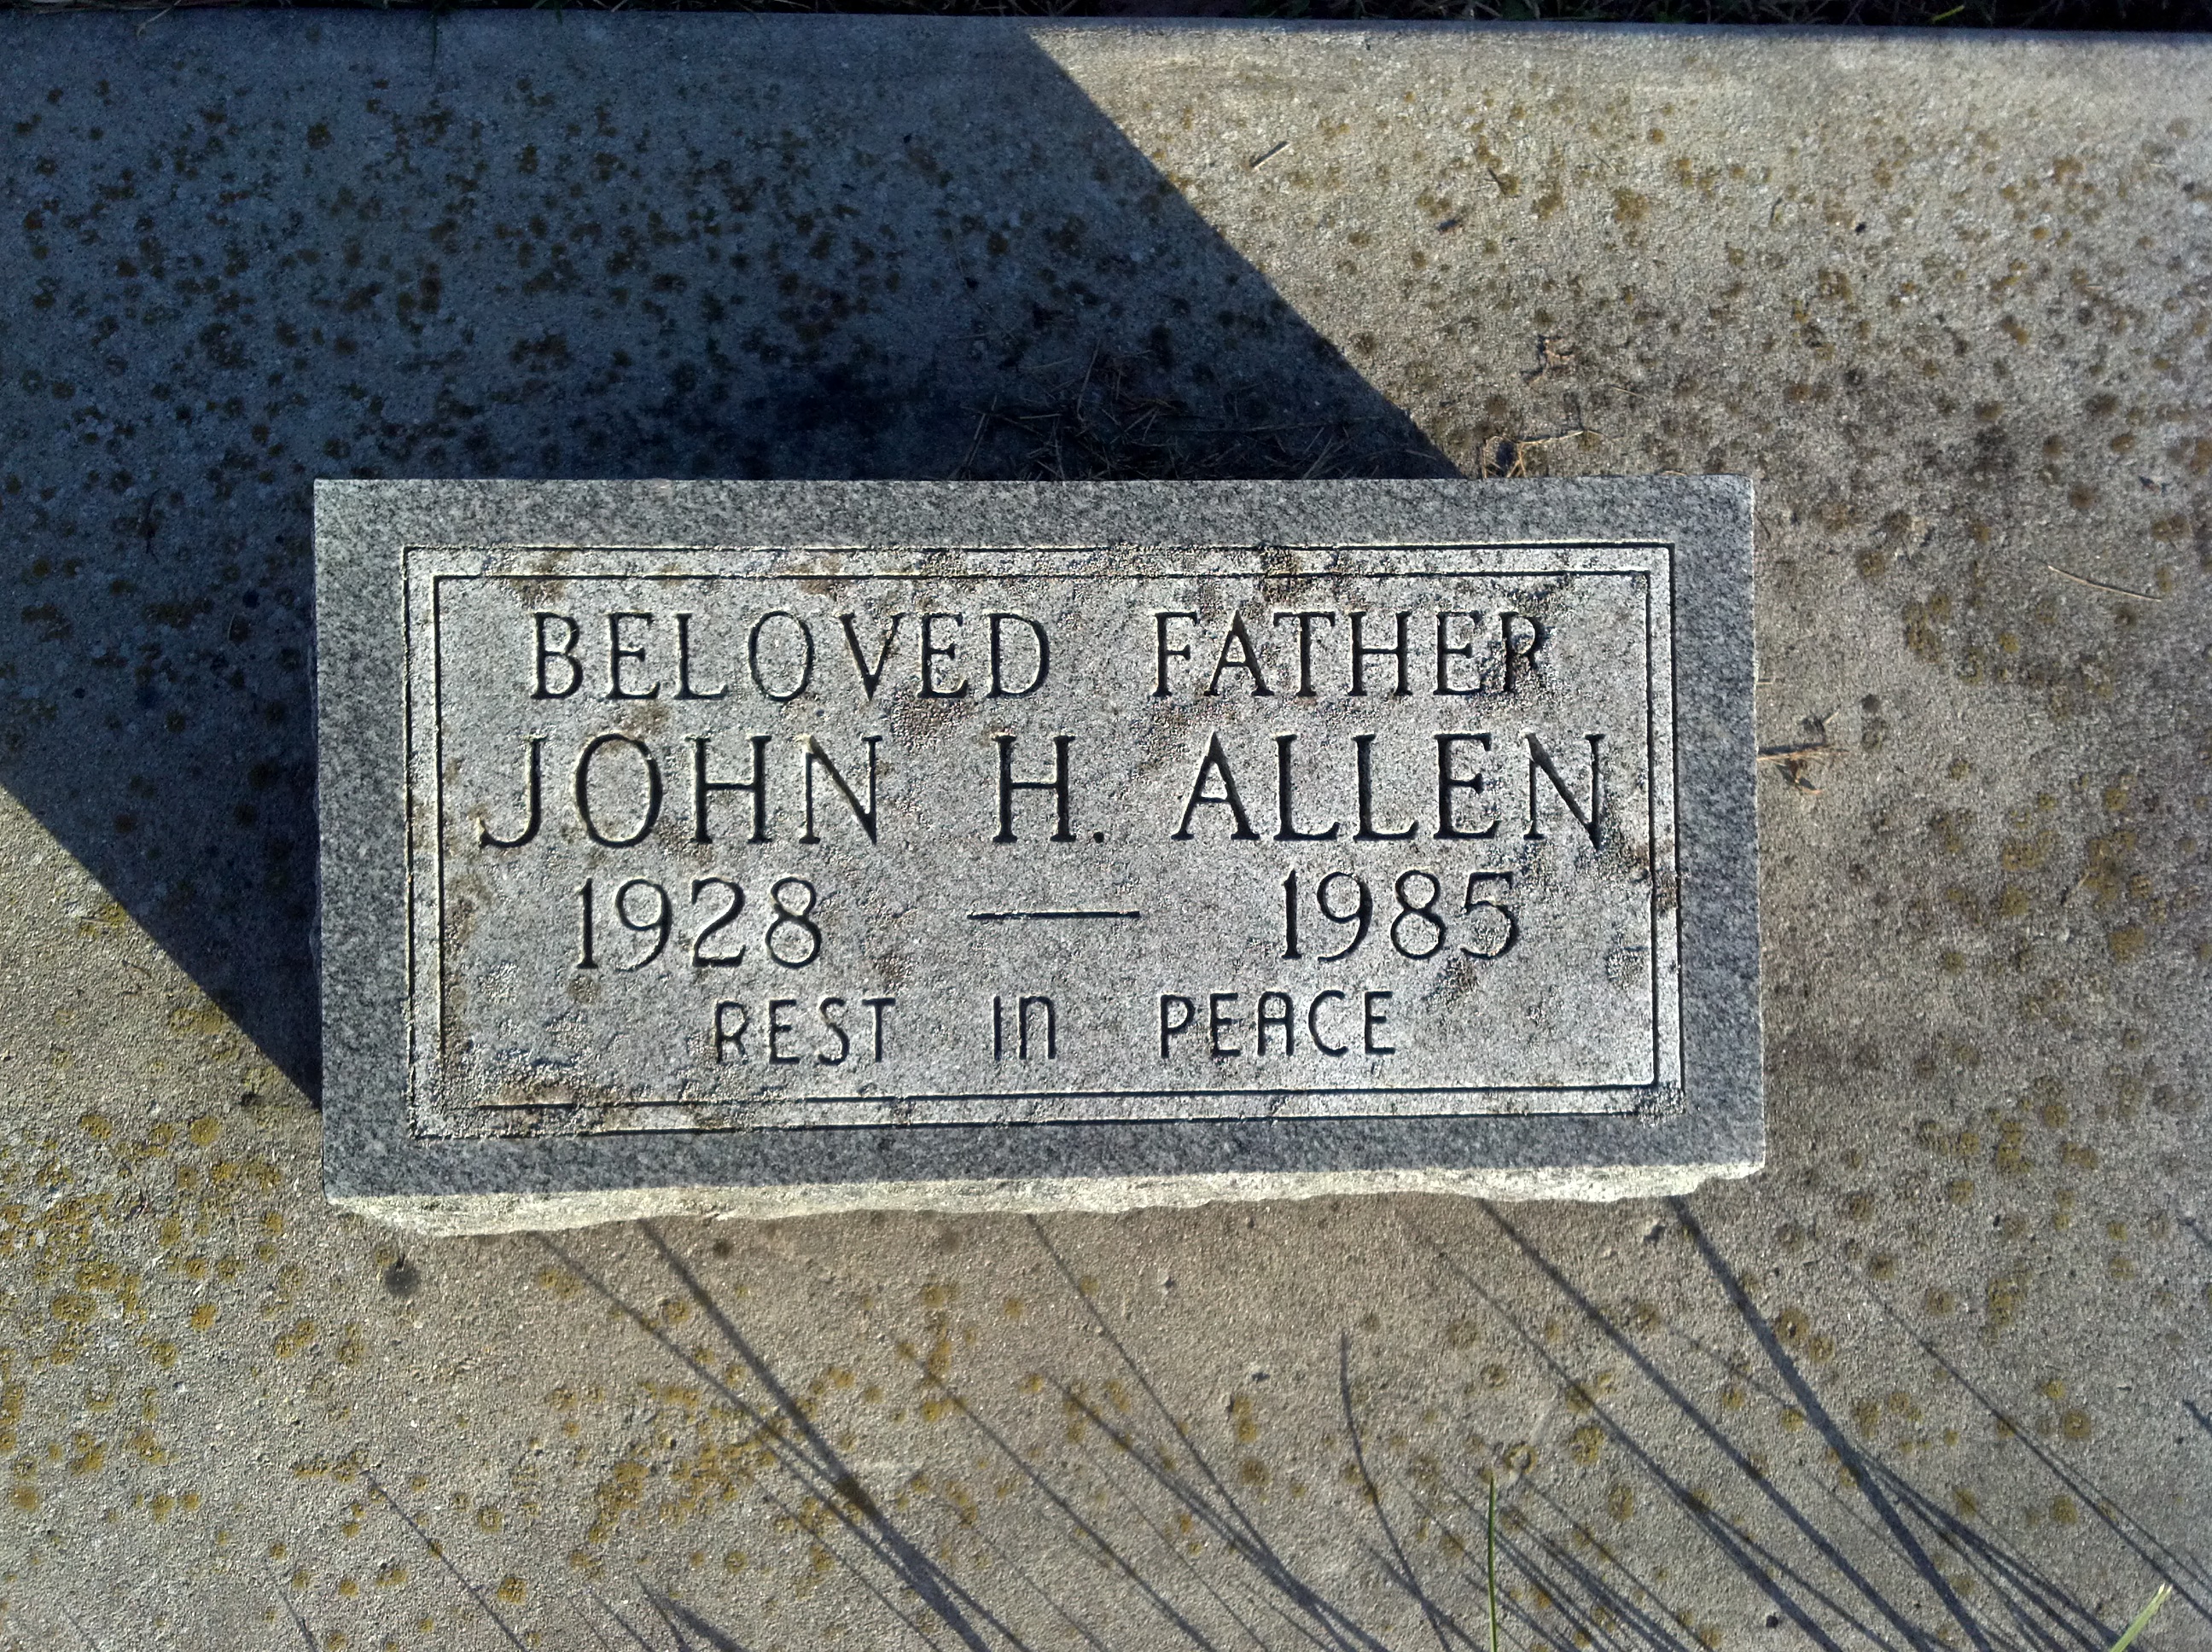 BELOVED FATHER
JOHN H. ALLEN
1928 — 1985
REST In PEACE